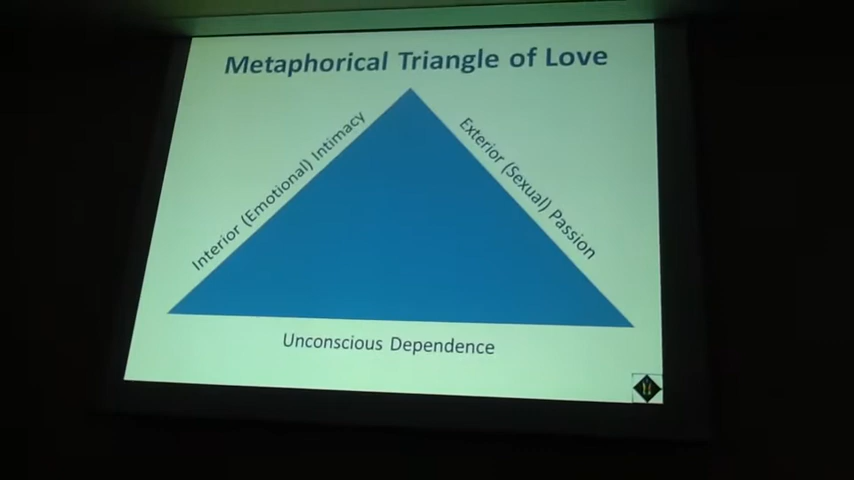 Metaphorical Triangle of Love
Interior (Emotional) Intimacy
Exterior (Sexual) Passion
Unconscious Dependence